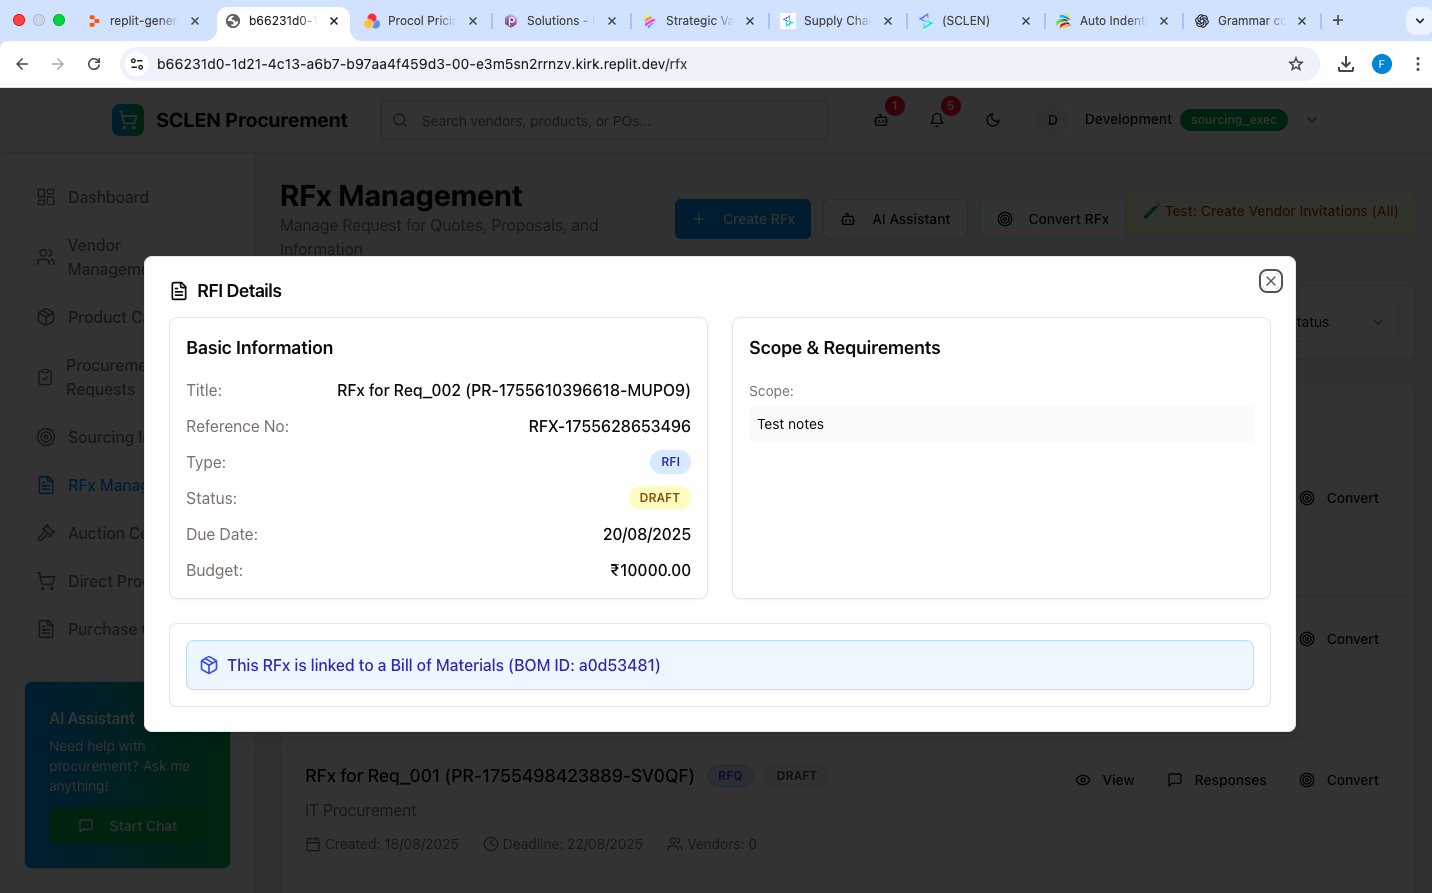 replit-gener
b66231d0-1
Procol Pricin
Solutions -
Strategic Va
Supply Chai
(SCLEN)
Auto Indent
Grammar co
b66231d0-1d21-4c13-a6b7-b97aa4f459d3-00-e3m5sn2rrnzv.kirk.replit.dev/rfx
F
SCLEN Procurement
Search vendors, products, or POs...
1
5
D
Development
sourcing_exec
Dashboard
Vendor
Manageme
Product C
Procureme
Requests
Sourcing I
RFx Manag
Auction Ce
Direct Pro
Purchase
RFx Management
Manage Request for Quotes, Proposals, and
Information
Create RFx
AI Assistant
Convert RFx
Test: Create Vendor Invitations (All)
tatus
RFI Details
Basic Information
Title:
RFx for Req_002 (PR-1755610396618-MUPO9)
Reference No:
RFX-1755628653496
Type:
RFI
Status:
DRAFT
Due Date:
20/08/2025
Budget:
₹10000.00
Scope & Requirements
Scope:
Test notes
This RFx is linked to a Bill of Materials (BOM ID: a0d53481)
Convert
Convert
AI Assistant
Need help with
procurement? Ask me
anything!
Start Chat
RFx for Req_001 (PR-1755498423889-SV0QF)
RFQ
DRAFT
View
Responses
Convert
IT Procurement
Created: 18/08/2025
Deadline: 22/08/2025
Vendors: 0